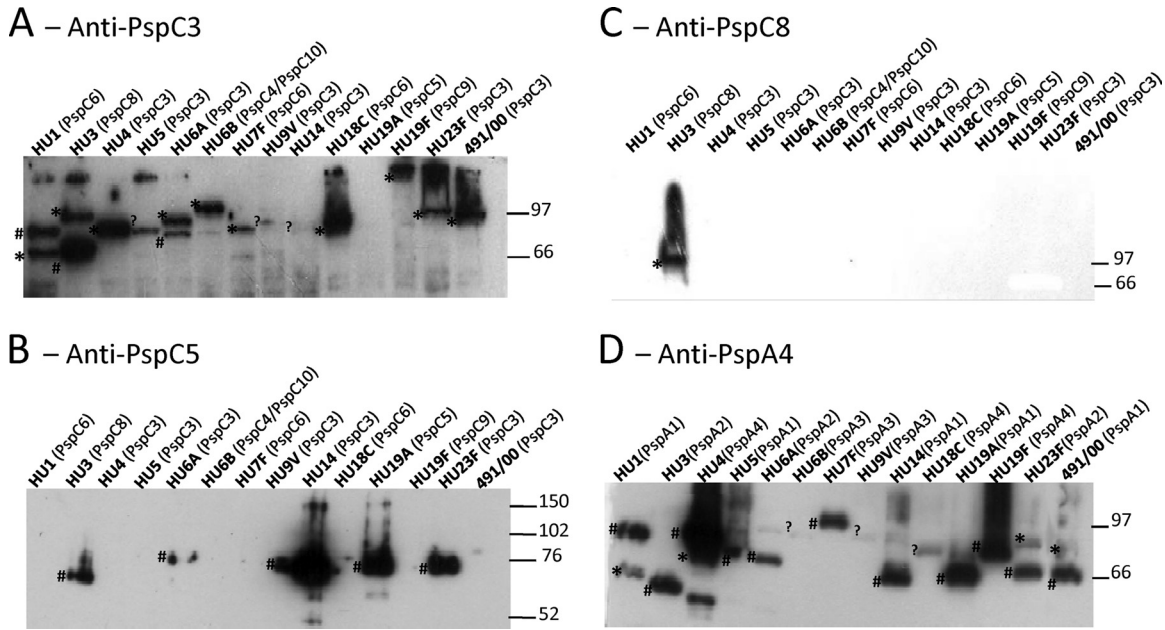 A – Anti-PspC3
HU1 (PspC6)
HU3 (PspC8)
HU4 (PspC3)
HU5 (PspC3)
HU6A (PspC3)
HU6B (PspC4/PspC10)
HU7F (PspC6)
HU9V (PspC3)
HU14 (PspC3)
HU18C (PspC6)
HU19A (PspC5)
HU19F (PspC9)
HU23F (PspC3)
491/00 (PspC3)
# * * # * ? * # * * ? ? * * * *
97
66
C – Anti-PspC8
HU1 (PspC6)
HU3 (PspC8)
HU4 (PspC3)
HU5 (PspC3)
HU6A (PspC3)
HU6B (PspC4/PspC10)
HU7F (PspC6)
HU9V (PspC3)
HU14 (PspC3)
HU18C (PspC6)
HU19A (PspC5)
HU19F (PspC9)
HU23F (PspC3)
491/00 (PspC3)
*
97
66
B – Anti-PspC5
HU1 (PspC6)
HU3 (PspC8)
HU4 (PspC3)
HU5 (PspC3)
HU6A (PspC3)
HU6B (PspC4/PspC10)
HU7F (PspC6)
HU9V (PspC3)
HU14 (PspC3)
HU18C (PspC6)
HU19A (PspC5)
HU19F (PspC9)
HU23F (PspC3)
491/00 (PspC3)
# # # # #
150
102
76
52
D – Anti-PspA4
HU1(PspA1)
HU3(PspA2)
HU4(PspA4)
HU5(PspA1)
HU6A(PspA2)
HU6B(PspA3)
HU7F(PspA3)
HU9V(PspA3)
HU14(PspA1)
HU18C (PspA4)
HU19A(PspA1)
HU19F (PspA4)
HU23F(PspA2)
491/00 (PspA1)
# * # # * # # ? # ? # ? # # * # * #
97
66